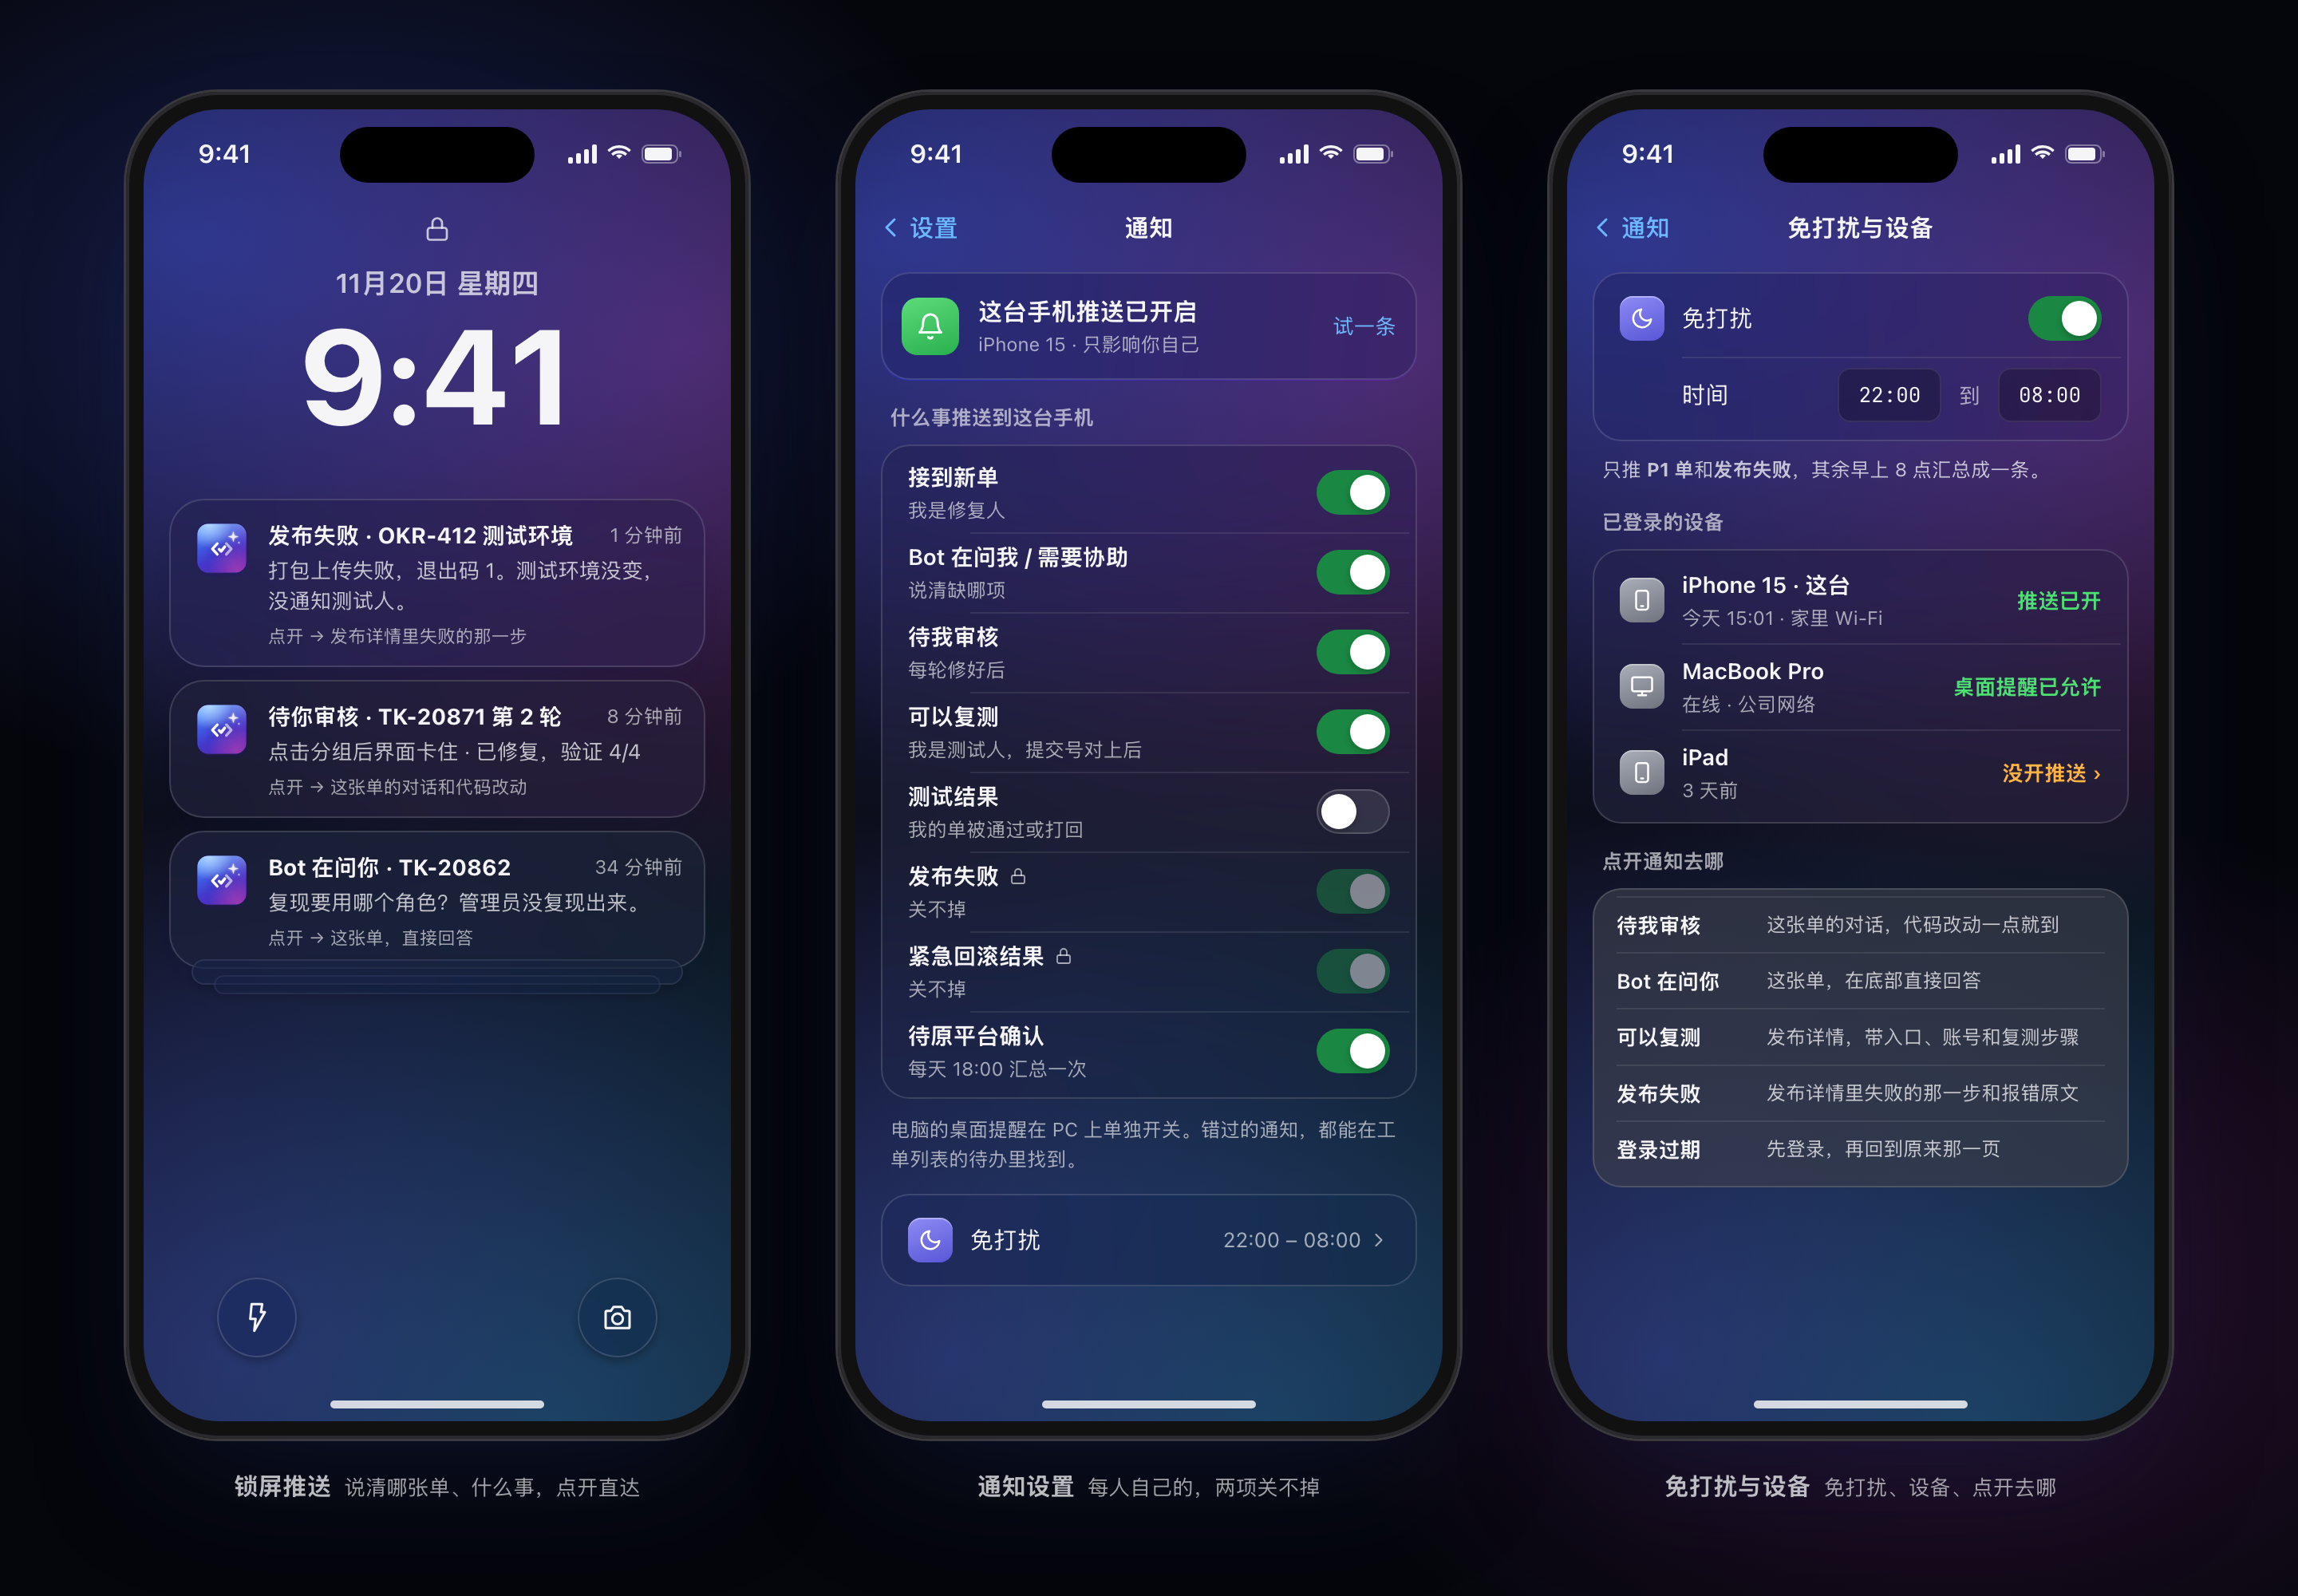 9:41
11月20日 星期四
9:41
发布失败 · OKR-412 测试环境 1 分钟前
打包上传失败，退出码 1。测试环境没变，
没通知测试人。
点开 → 发布详情里失败的那一步
待你审核 · TK-20871 第 2 轮 8 分钟前
点击分组后界面卡住 · 已修复，验证 4/4
点开 → 这张单的对话和代码改动
Bot 在问你 · TK-20862 34 分钟前
复现要用哪个角色？管理员没复现出来。
点开 → 这张单，直接回答
锁屏推送 说清哪张单、什么事，点开直达
9:41
设置 通知
这台手机推送已开启
iPhone 15 · 只影响你自己
试一条
什么事推送到这台手机
接到新单
我是修复人
Bot 在问我 / 需要协助
说清缺哪项
待我审核
每轮修好后
可以复测
我是测试人，提交号对上后
测试结果
我的单被通过或打回
发布失败
关不掉
紧急回滚结果
关不掉
待原平台确认
每天 18:00 汇总一次
电脑的桌面提醒在 PC 上单独开关。错过的通知，都能在工
单列表的待办里找到。
免打扰 22:00 – 08:00
通知设置 每人自己的，两项关不掉
9:41
通知 免打扰与设备
免打扰
时间 22:00 到 08:00
只推 P1 单和发布失败，其余早上 8 点汇总成一条。
已登录的设备
iPhone 15 · 这台
今天 15:01 · 家里 Wi-Fi
推送已开
MacBook Pro
在线 · 公司网络
桌面提醒已允许
iPad
3 天前
没开推送 ›
点开通知去哪
待我审核 这张单的对话，代码改动一点就到
Bot 在问你 这张单，在底部直接回答
可以复测 发布详情，带入口、账号和复测步骤
发布失败 发布详情里失败的那一步和报错原文
登录过期 先登录，再回到原来那一页
免打扰与设备 免打扰、设备、点开去哪